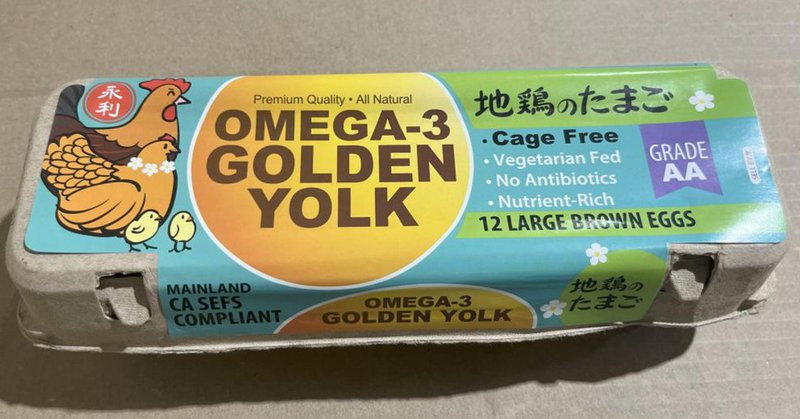 永
利
Premium Quality • All Natural
OMEGA-3
GOLDEN
YOLK
地鶏のたまご
• Cage Free
• Vegetarian Fed
• No Antibiotics
• Nutrient-Rich
GRADE
AA
12 LARGE BROWN EGGS
MAINLAND
CA SEFS
COMPLIANT
OMEGA-3
GOLDEN YOLK
地鶏の
たまご